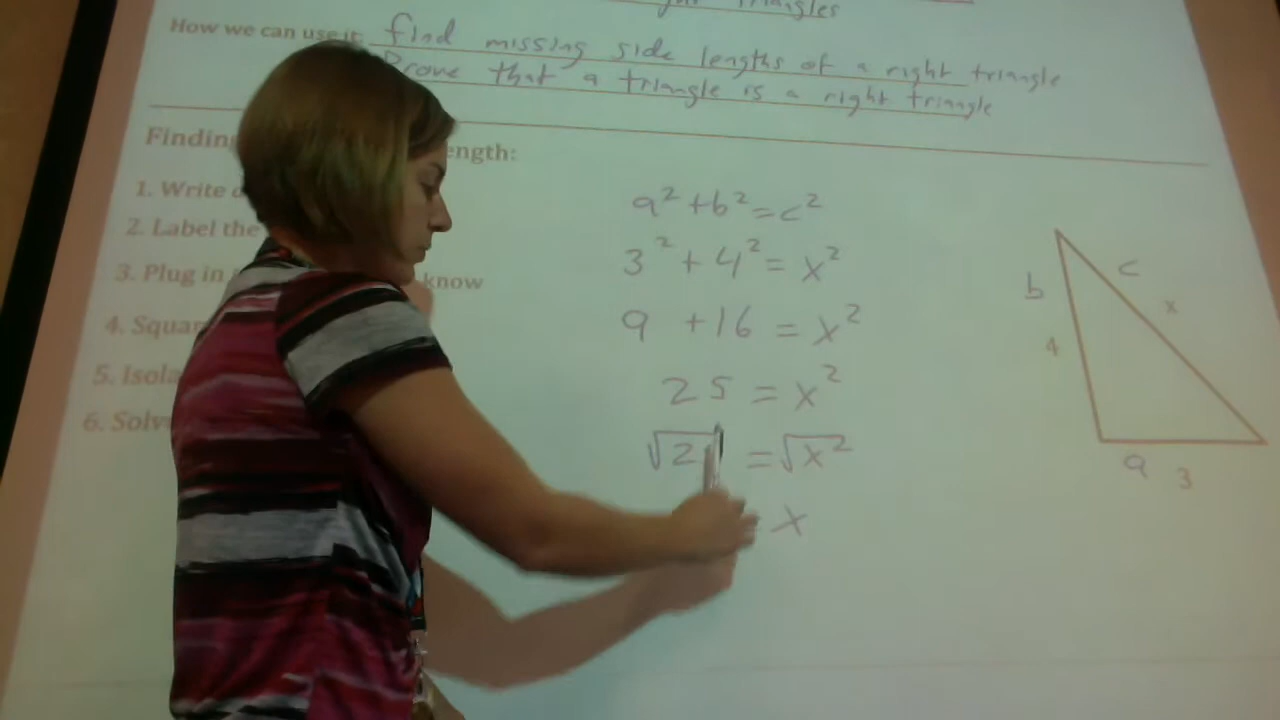 triangles
How we can use it: find missing side lengths of a right triangle
Prove that a triangle is a right triangle
Finding ength:
1. Write
2. Label the
3. Plug in know
4. Squar
5. Isola
6. Solv
a² + b² = c²
3² + 4² = x²
9 + 16 = x²
25 = x²
√2 = √x²
= x
b
c
x
4
a 3